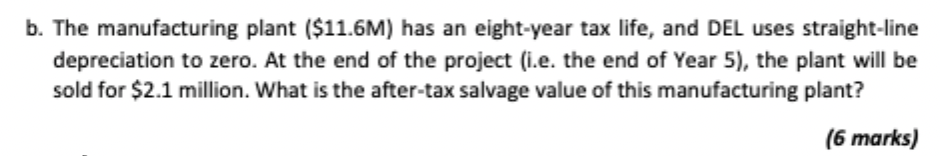 b. The manufacturing plant ($11.6M) has an eight-year tax life, and DEL uses straight-line
depreciation to zero. At the end of the project (i.e. the end of Year 5), the plant will be
sold for $2.1 million. What is the after-tax salvage value of this manufacturing plant?
(6 marks)